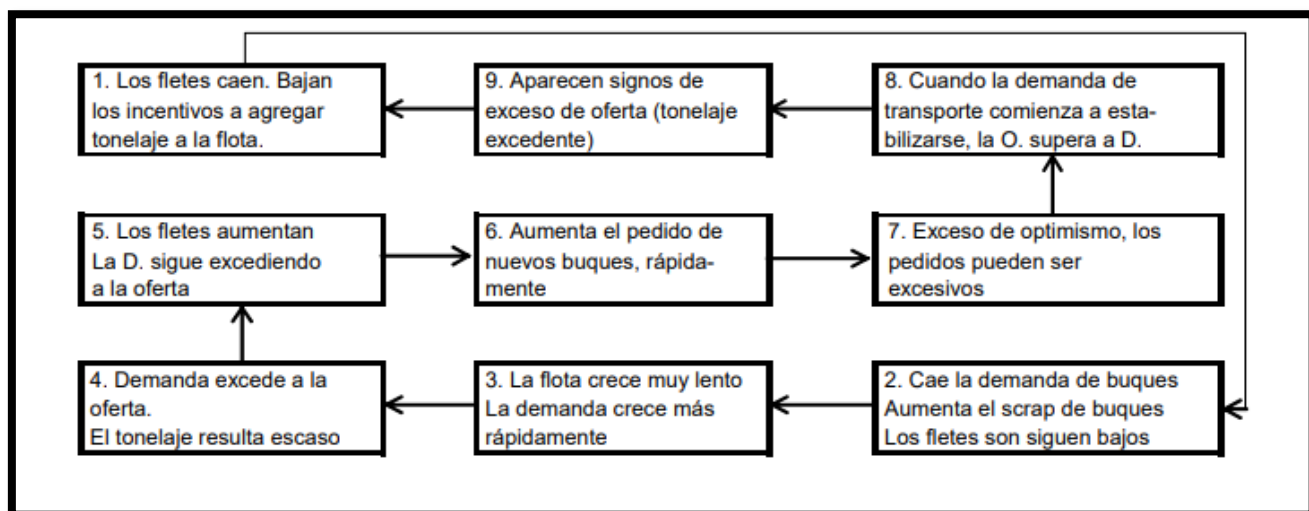 1. Los fletes caen. Bajan
los incentivos a agregar
tonelaje a la flota.
9. Aparecen signos de
exceso de oferta (tonelaje
excedente)
8. Cuando la demanda de
transporte comienza a esta-
bilizarse, la O. supera a D.
5. Los fletes aumentan
La D. sigue excediendo
a la oferta
6. Aumenta el pedido de
nuevos buques, rápida-
mente
7. Exceso de optimismo, los
pedidos pueden ser
excesivos
4. Demanda excede a la
oferta.
El tonelaje resulta escaso
3. La flota crece muy lento
La demanda crece más
rápidamente
2. Cae la demanda de buques
Aumenta el scrap de buques
Los fletes son siguen bajos